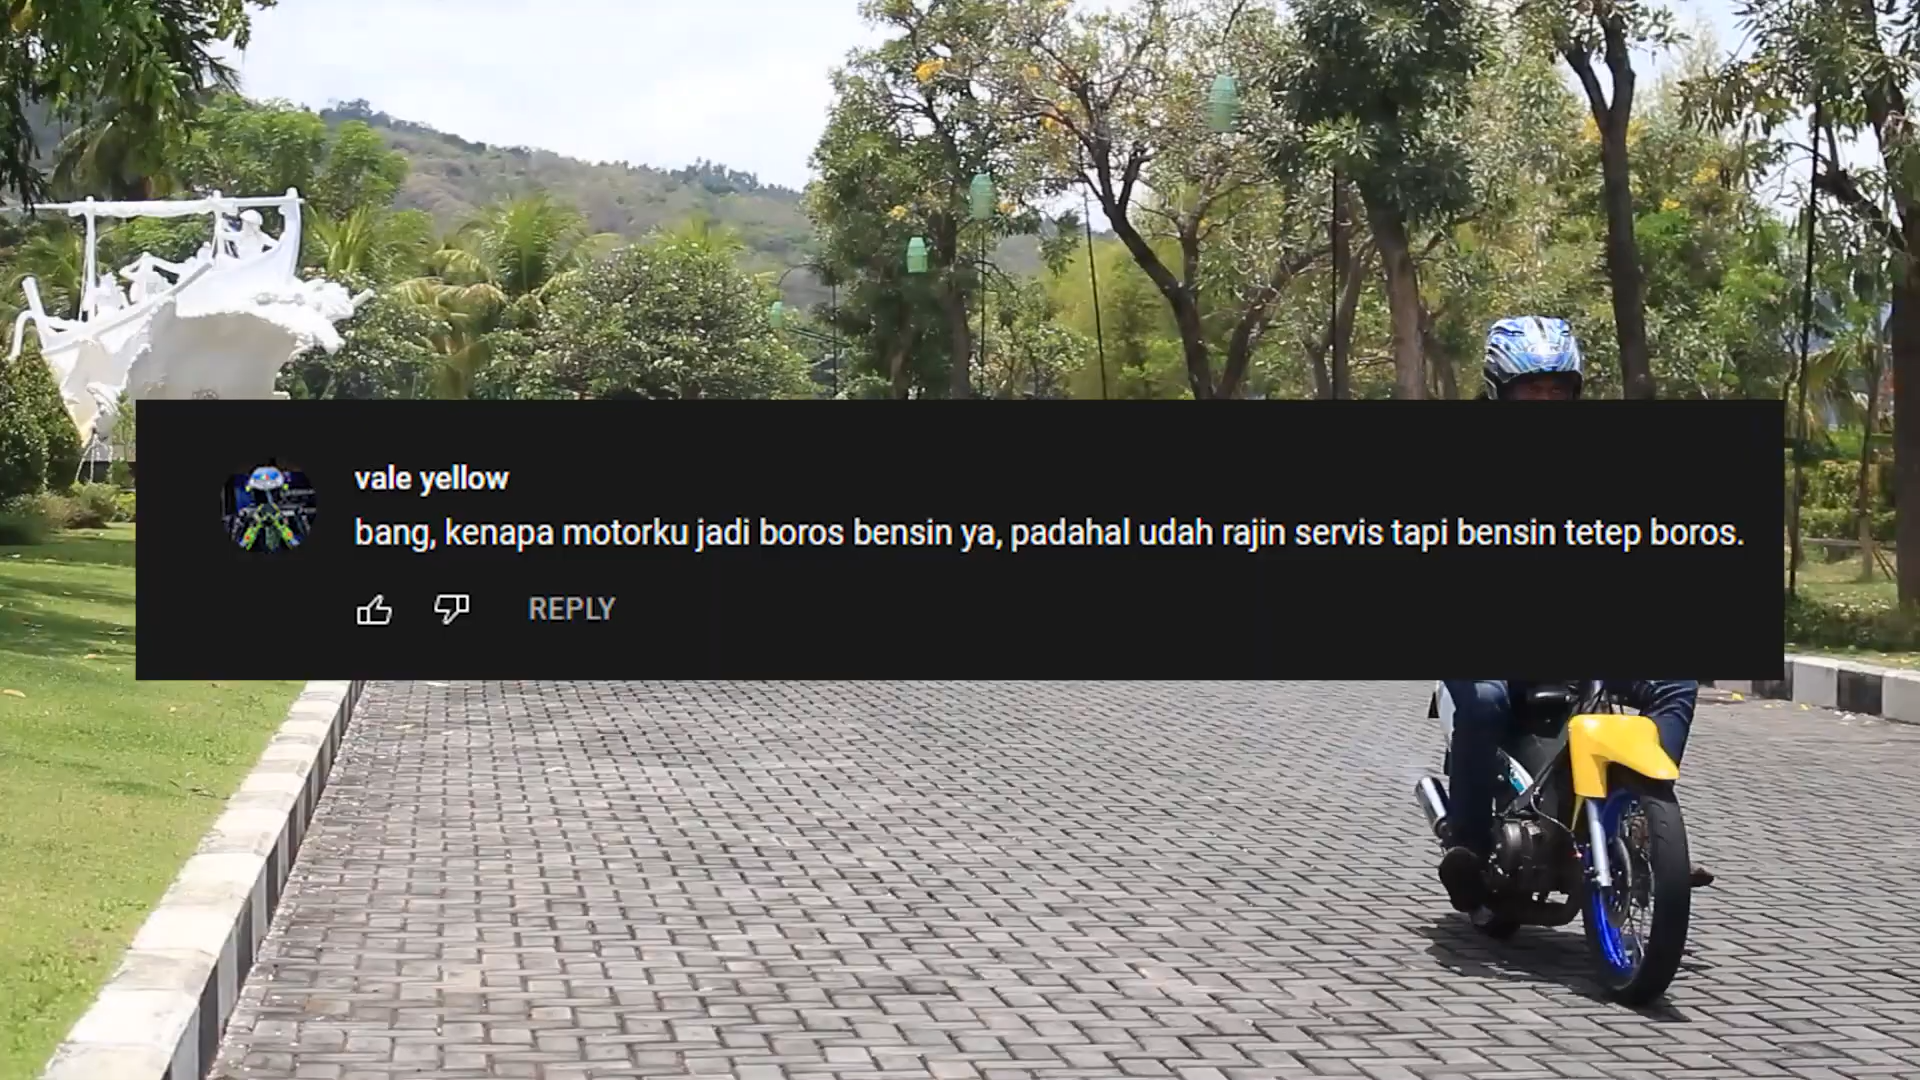 vale yellow
bang, kenapa motorku jadi boros bensin ya, padahal udah rajin servis tapi bensin tetep boros.
REPLY